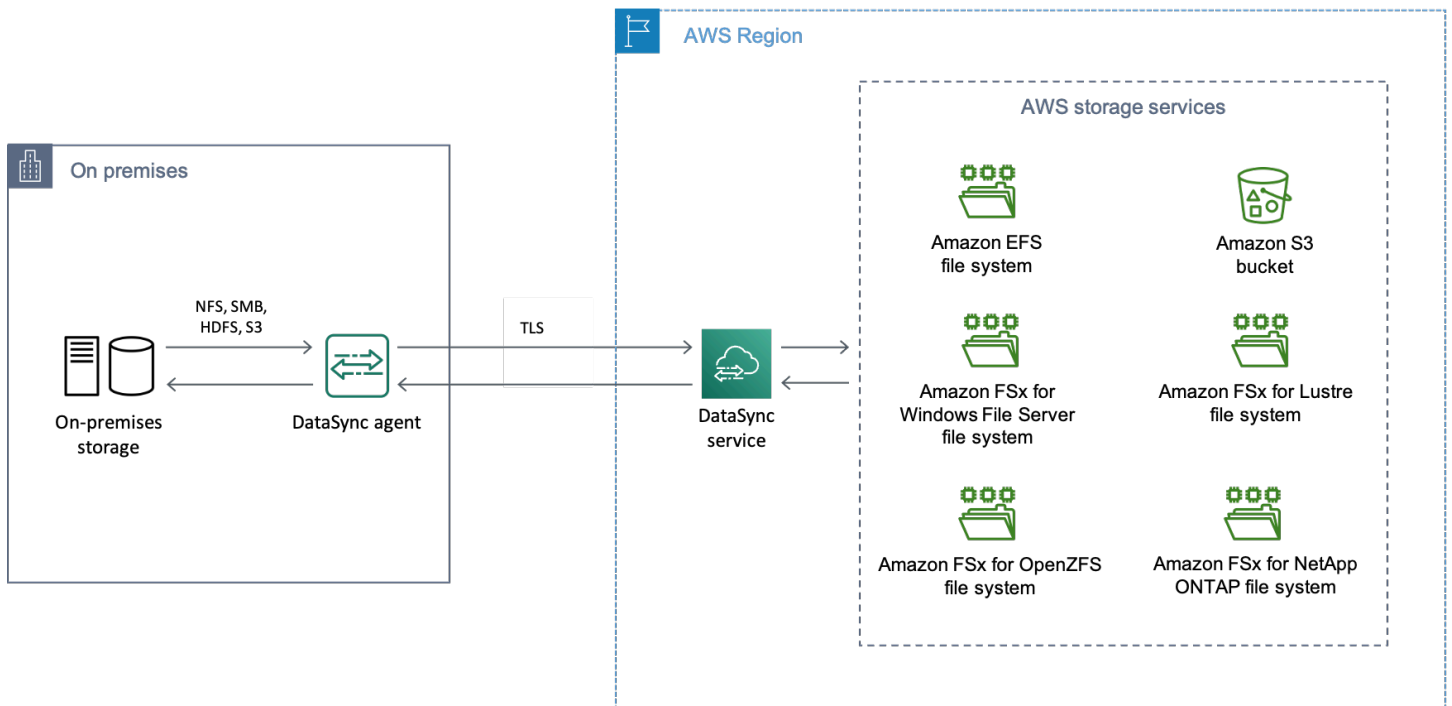 AWS Region
AWS storage services
On premises
Amazon EFS
file system
Amazon S3
bucket
NFS, SMB,
HDFS, S3
TLS
On-premises
storage
DataSync agent
DataSync
service
Amazon FSx for
Windows File Server
file system
Amazon FSx for Lustre
file system
Amazon FSx for OpenZFS
file system
Amazon FSx for NetApp
ONTAP file system